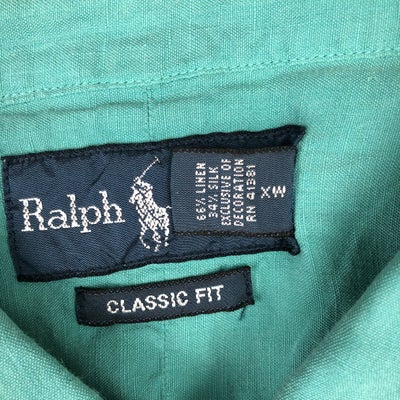 Ralph
66% LINEN
34% SILK
EXCLUSIVE OF
DECORATION
RN 41381
XW
CLASSIC FIT